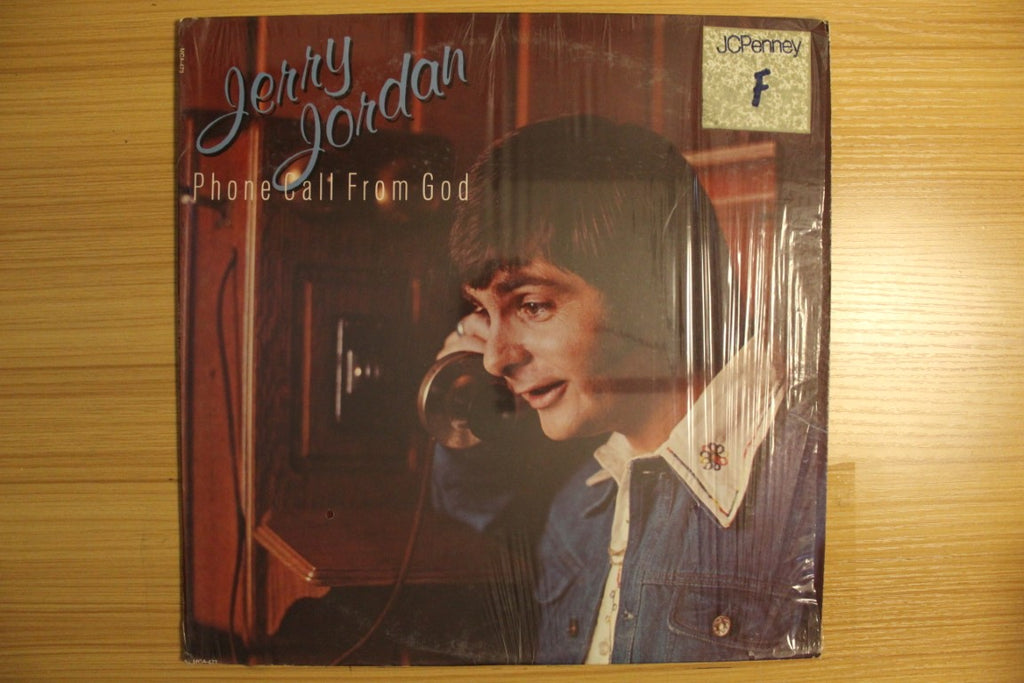 Jerry
Jordan
Phone Call From God
JCPenney
F